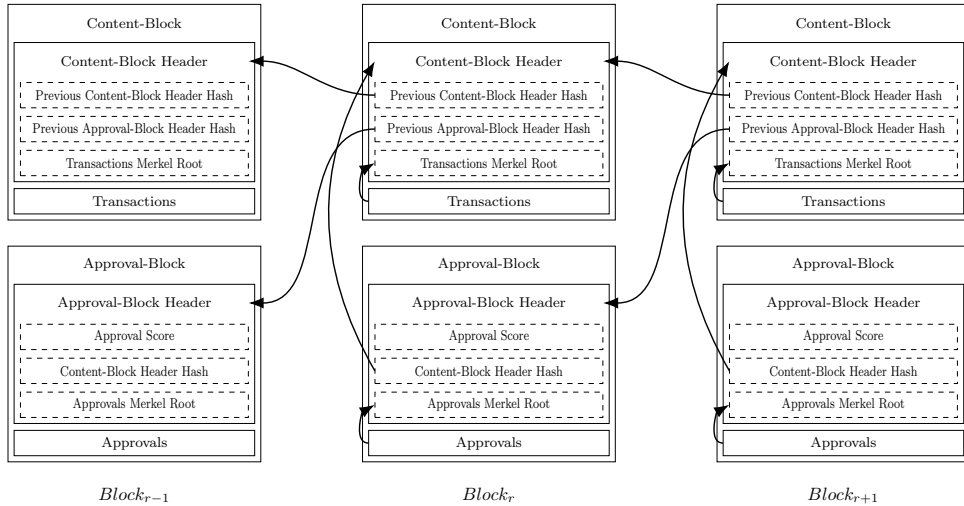 Content-Block
Content-Block Header
Previous Content-Block Header Hash
Previous Approval-Block Header Hash
Transactions Merkel Root
Transactions
Approval-Block
Approval-Block Header
Approval Score
Content-Block Header Hash
Approvals Merkel Root
Approvals
Block_{r−1}
Content-Block
Content-Block Header
Previous Content-Block Header Hash
Previous Approval-Block Header Hash
Transactions Merkel Root
Transactions
Approval-Block
Approval-Block Header
Approval Score
Content-Block Header Hash
Approvals Merkel Root
Approvals
Block_r
Content-Block
Content-Block Header
Previous Content-Block Header Hash
Previous Approval-Block Header Hash
Transactions Merkel Root
Transactions
Approval-Block
Approval-Block Header
Approval Score
Content-Block Header Hash
Approvals Merkel Root
Approvals
Block_{r+1}